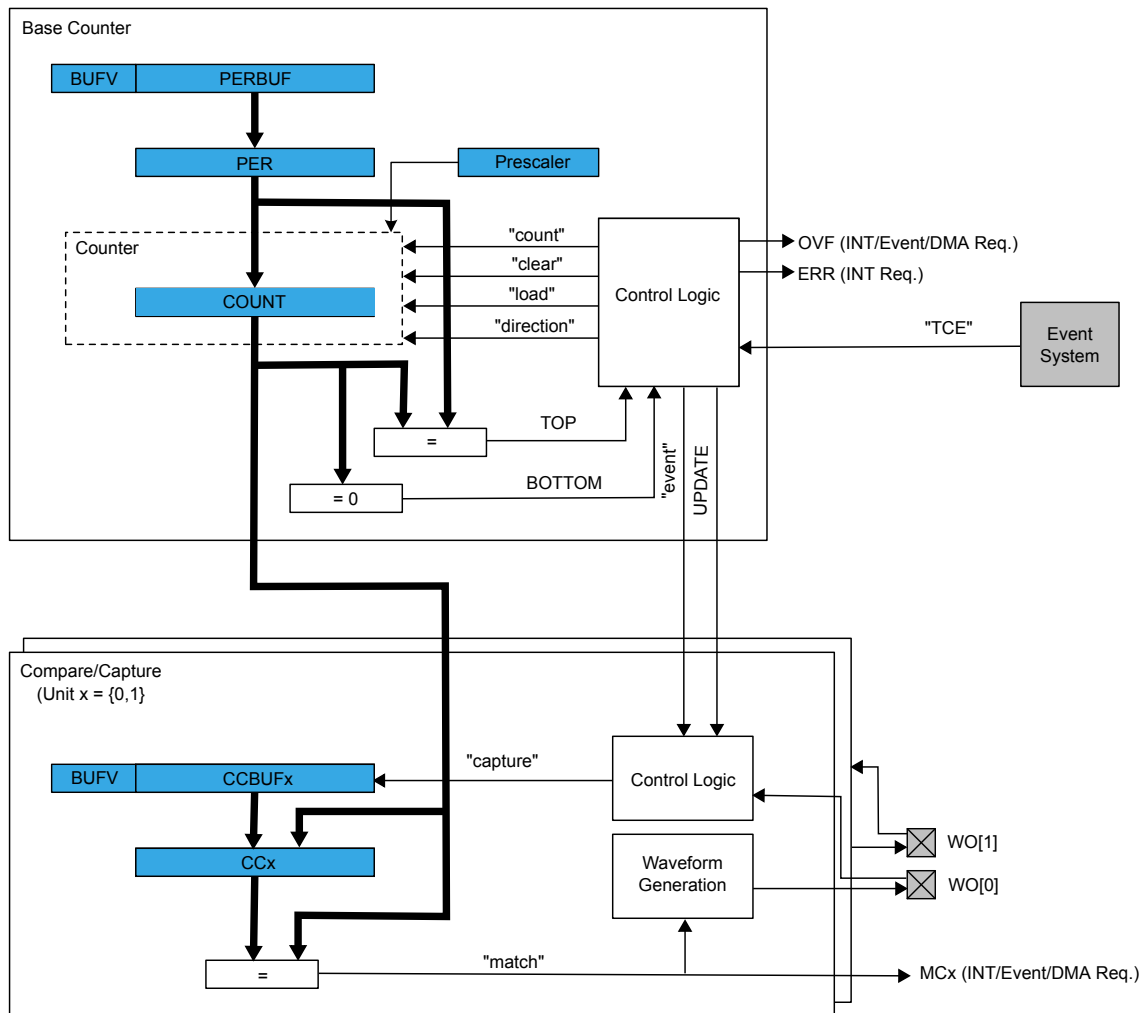 Base Counter
BUFV
PERBUF
PER
Prescaler
Counter
COUNT
"count"
"clear"
"load"
"direction"
Control Logic
OVF (INT/Event/DMA Req.)
ERR (INT Req.)
"TCE"
Event
System
=
TOP
= 0
BOTTOM
"event"
UPDATE
Compare/Capture
(Unit x = {0,1}
BUFV
CCBUFx
"capture"
Control Logic
CCx
Waveform
Generation
WO[1]
WO[0]
=
"match"
MCx (INT/Event/DMA Req.)